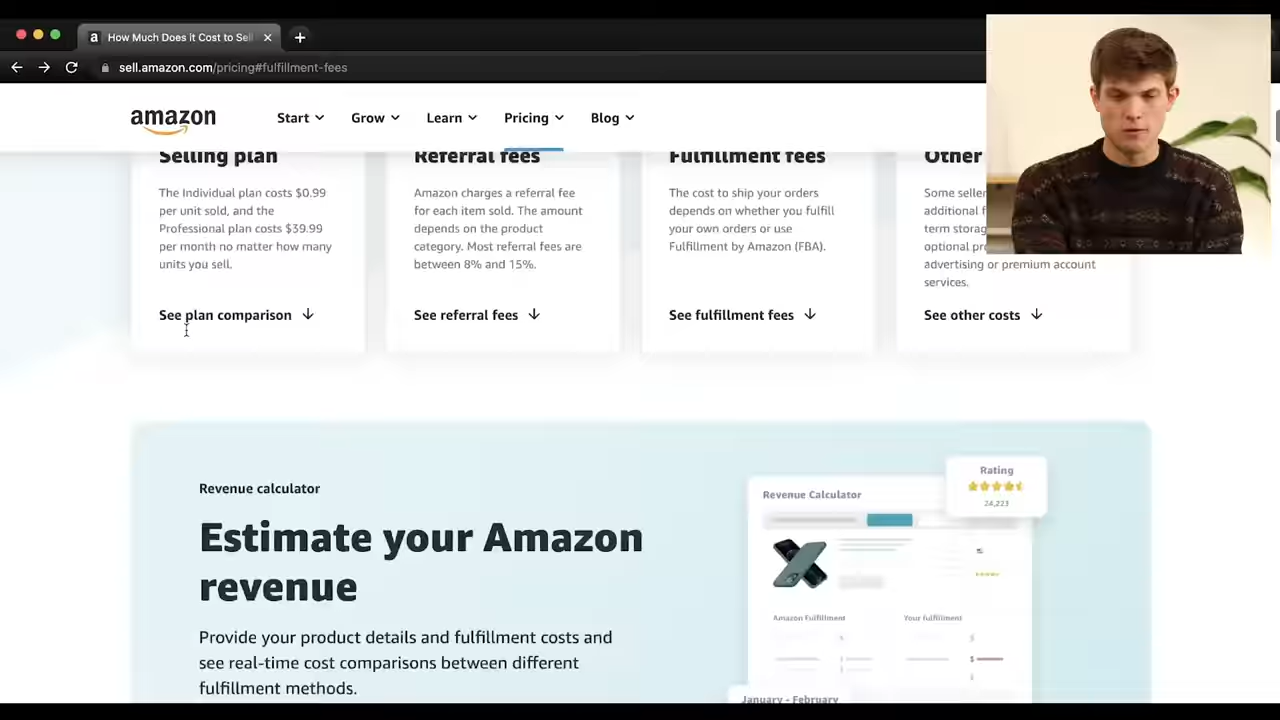 How Much Does it Cost to Sell
sell.amazon.com/pricing#fulfillment-fees
amazon
Start
Grow
Learn
Pricing
Blog
Selling plan
The Individual plan costs $0.99
per unit sold, and the
Professional plan costs $39.99
per month no matter how many
units you sell.
See plan comparison
Referral fees
Amazon charges a referral fee
for each item sold. The amount
depends on the product
category. Most referral fees are
between 8% and 15%.
See referral fees
Fulfillment fees
The cost to ship your orders
depends on whether you fulfill
your own orders or use
Fulfillment by Amazon (FBA).
See fulfillment fees
Other
Some
additional
term
optional
advertising or premium account
services.
See other costs
Revenue calculator
Estimate your Amazon
revenue
Provide your product details and fulfillment costs and
see real-time cost comparisons between different
fulfillment methods.
Rating
24,223
Revenue Calculator
Amazon Fulfillment
Your fulfillment
January - February